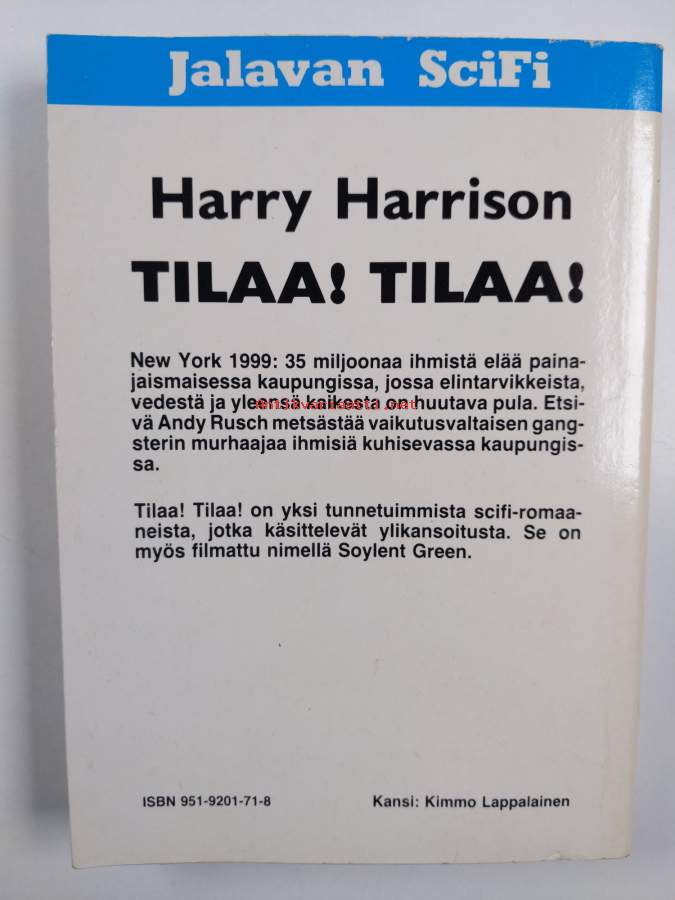 Jalavan SciFi
Harry Harrison
TILAA! TILAA!
New York 1999: 35 miljoonaa ihmistä elää paina-
jaismaisessa kaupungissa, jossa elintarvikkeista,
vedestä ja yleensä kaikesta on huutava pula. Etsi-
vä Andy Rusch metsästää vaikutusvaltaisen gang-
antikvariaatti.net
sterin murhaajaa ihmisiä kuhisevassa kaupungis-
sa.
Tilaa! Tilaa! on yksi tunnetuimmista scifi-romaa-
neista, jotka käsittelevät ylikansoitusta. Se on
myös filmattu nimellä Soylent Green.
ISBN 951-9201-71-8
Kansi: Kimmo Lappalainen